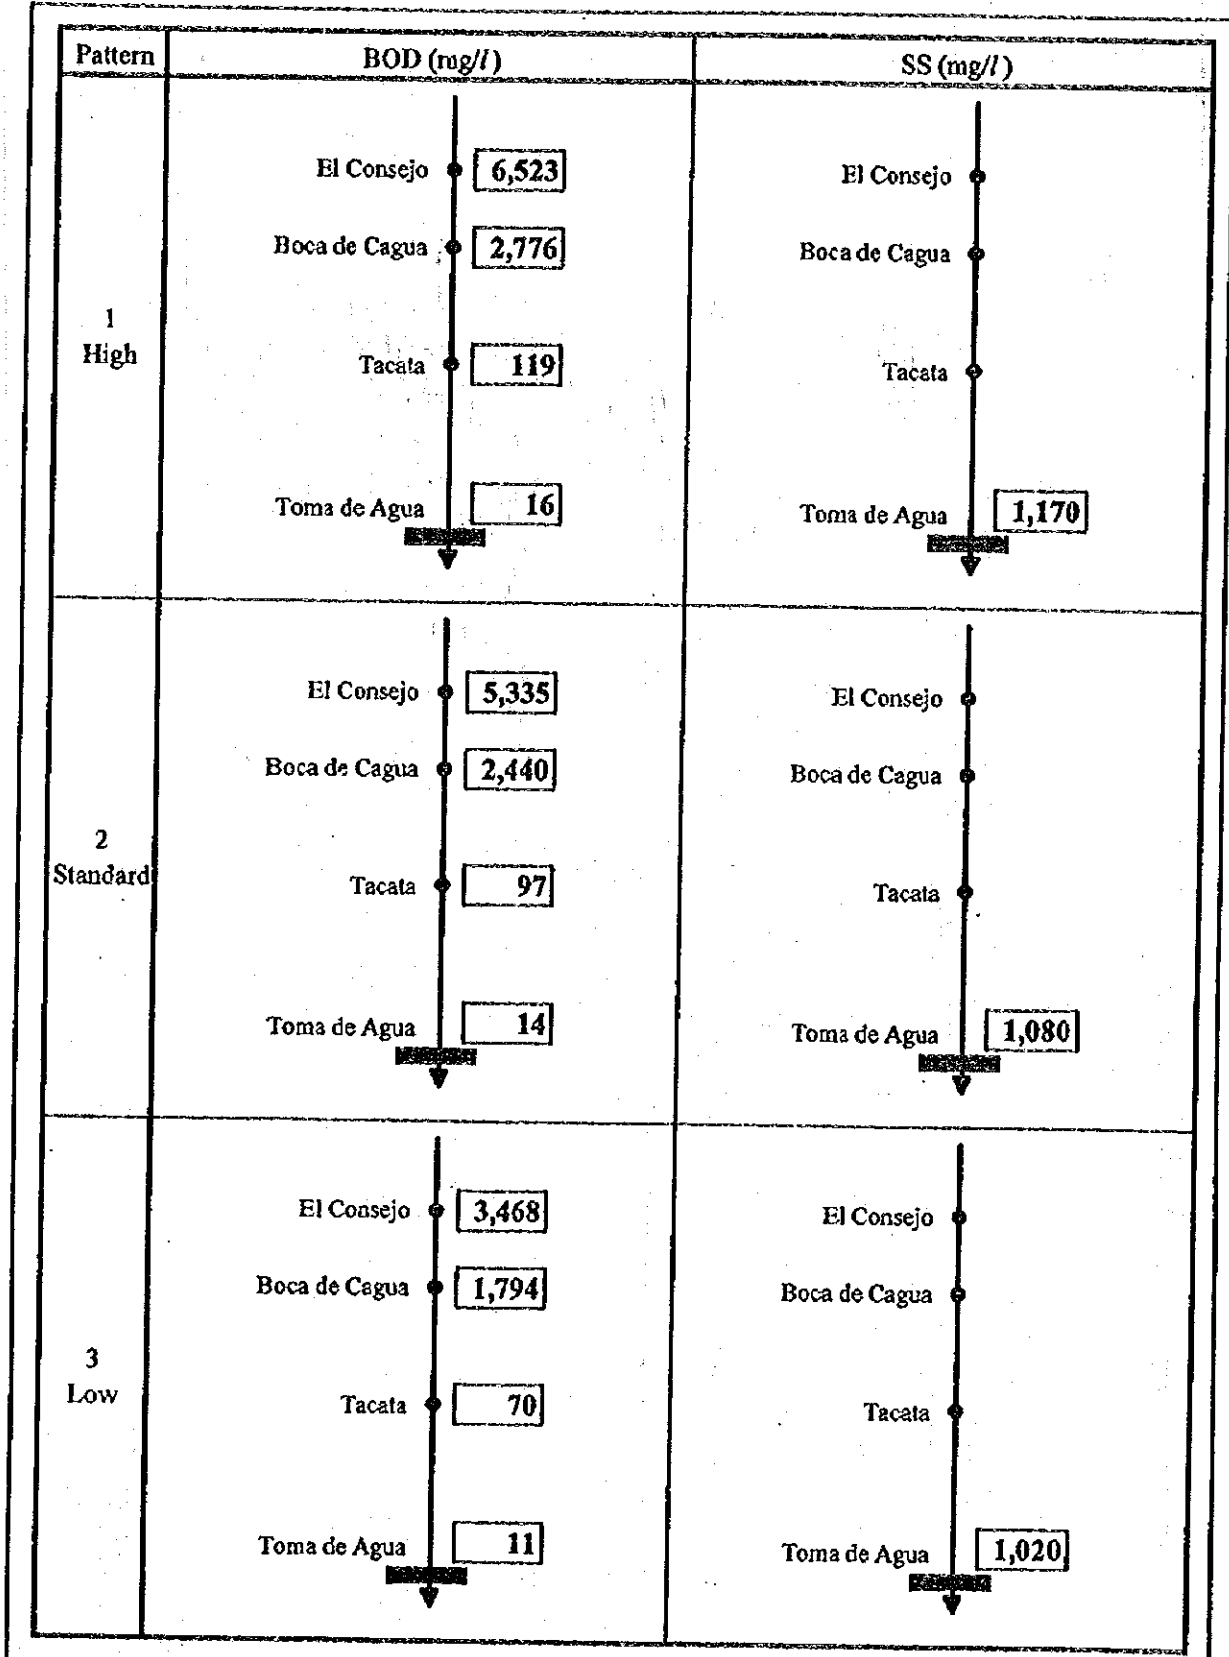 Pattern BOD (mg/l) SS (mg/l)
1
High
El Consejo 6,523
Boca de Cagua 2,776
Tacata 119
Toma de Agua 16
El Consejo
Boca de Cagua
Tacata
Toma de Agua 1,170
2
Standard
El Consejo 5,335
Boca de Cagua 2,440
Tacata 97
Toma de Agua 14
El Consejo
Boca de Cagua
Tacata
Toma de Agua 1,080
3
Low
El Consejo 3,468
Boca de Cagua 1,794
Tacata 70
Toma de Agua 11
El Consejo
Boca de Cagua
Tacata
Toma de Agua 1,020